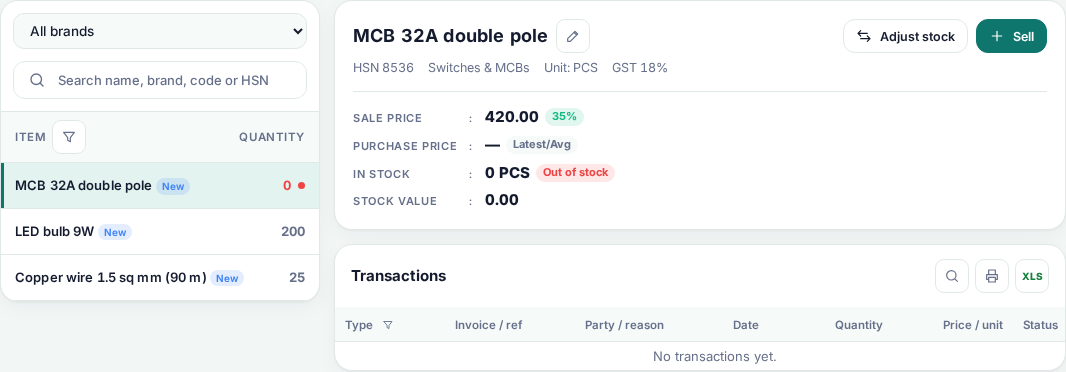 All brands
Search name, brand, code or HSN
ITEM QUANTITY
MCB 32A double pole New 0
LED bulb 9W New 200
Copper wire 1.5 sq mm (90 m) New 25
MCB 32A double pole
Adjust stock
Sell
HSN 8536 Switches & MCBs Unit: PCS GST 18%
SALE PRICE : 420.00 35%
PURCHASE PRICE : — Latest/Avg
IN STOCK : 0 PCS Out of stock
STOCK VALUE : 0.00
Transactions
XLS
Type Invoice / ref Party / reason Date Quantity Price / unit Status
No transactions yet.